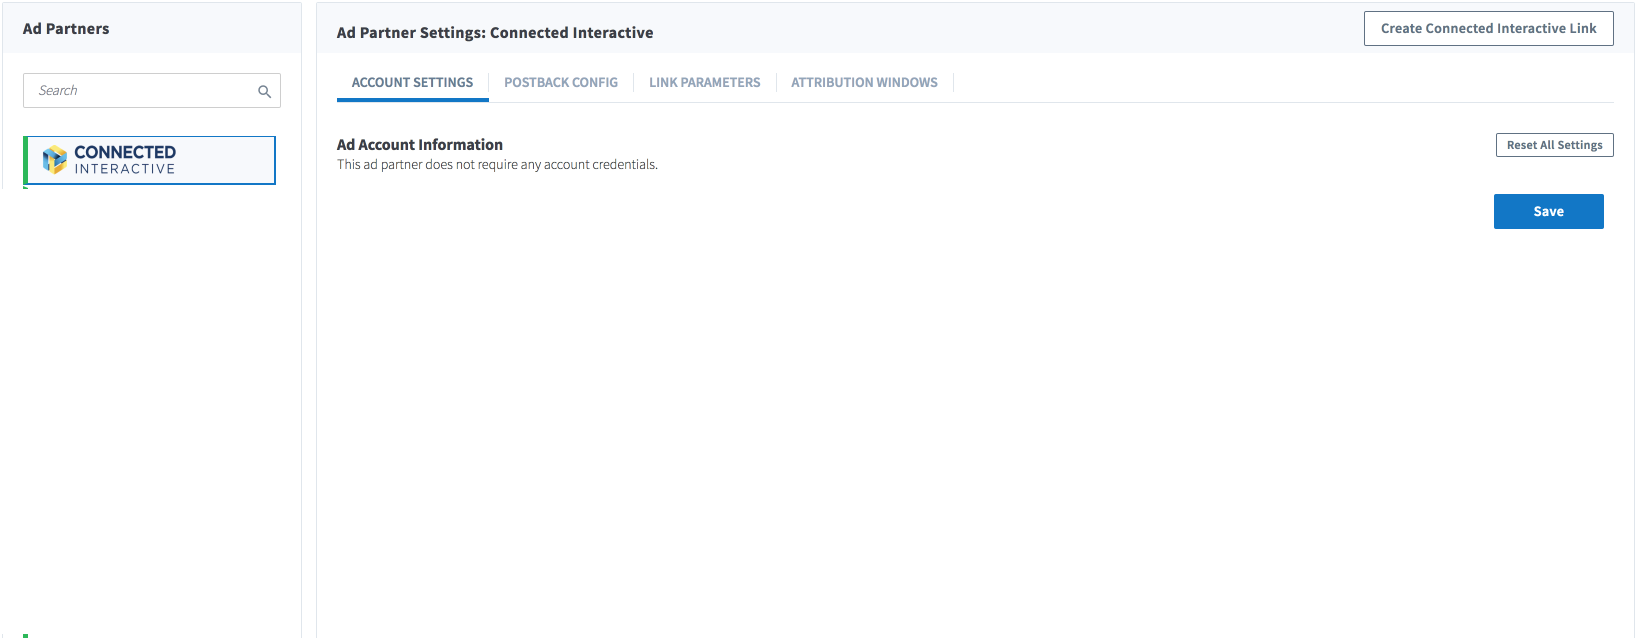 Ad Partners
Search
CONNECTED
INTERACTIVE
Ad Partner Settings: Connected Interactive
Create Connected Interactive Link
ACCOUNT SETTINGS
POSTBACK CONFIG
LINK PARAMETERS
ATTRIBUTION WINDOWS
Ad Account Information
This ad partner does not require any account credentials.
Reset All Settings
Save